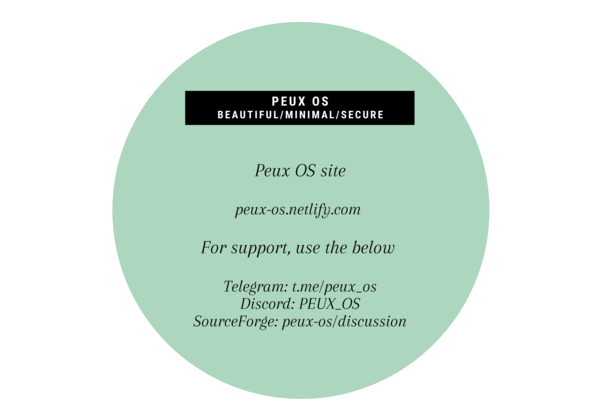 PEUX OS
BEAUTIFUL/MINIMAL/SECURE
Peux OS site
peux-os.netlify.com
For support, use the below
Telegram: t.me/peux_os
Discord: PEUX_OS
SourceForge: peux-os/discussion